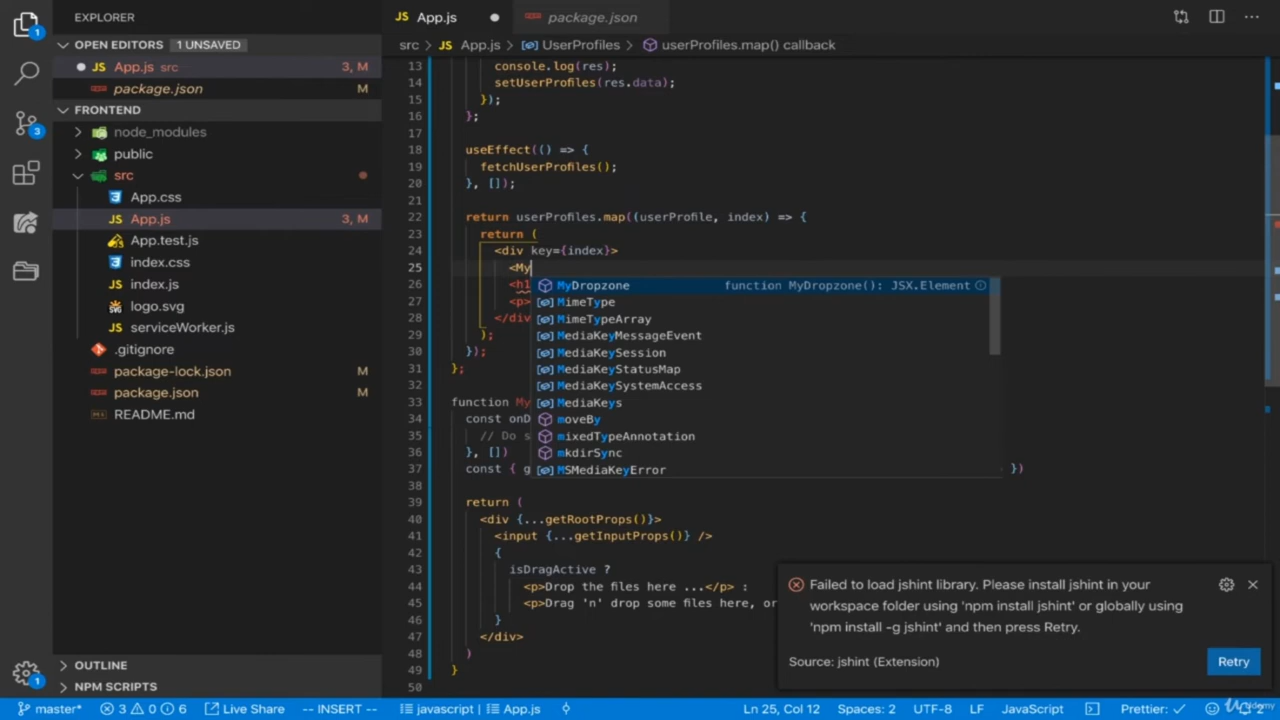 EXPLORER
OPEN EDITORS 1 UNSAVED
JS App.js src 3, M
package.json M
FRONTEND
node_modules
public
src
App.css
JS App.js 3, M
App.test.js
index.css
JS index.js
logo.svg
JS serviceWorker.js
.gitignore
package-lock.json M
package.json M
README.md
OUTLINE
NPM SCRIPTS
JS App.js
package.json
src > JS App.js > UserProfiles > userProfiles.map() callback
13 console.log(res);
14 setUserProfiles(res.data);
15 });
16 };
17
18 useEffect(() => {
19 fetchUserProfiles();
20 }, []);
21
22 return userProfiles.map((userProfile, index) => {
23 return (
24 <div key={index}>
25 <My
26 <h1
27 <p>
28 </div
29 );
30 });
31 };
32
33 function My
34 const onD
35 // Do s
36 }, [])
37 const { g })
38
39 return (
40 <div {...getRootProps()}>
41 <input {...getInputProps()} />
42 {
43 isDragActive ?
44 <p>Drop the files here ...</p> :
45 <p>Drag 'n' drop some files here, or
46 }
47 </div>
48 )
49 }
50
MyDropzone function MyDropzone(): JSX.Element
MimeType
MimeTypeArray
MediaKeyMessageEvent
MediaKeySession
MediaKeyStatusMap
MediaKeySystemAccess
MediaKeys
moveBy
mixedTypeAnnotation
mkdirSync
MSMediaKeyError
Failed to load jshint library. Please install jshint in your
workspace folder using 'npm install jshint' or globally using
'npm install -g jshint' and then press Retry.
Source: jshint (Extension)
Retry
master* 3 0 6 Live Share -- INSERT -- javascript | App.js Ln 25, Col 12 Spaces: 2 UTF-8 LF JavaScript Prettier: ✓ 2